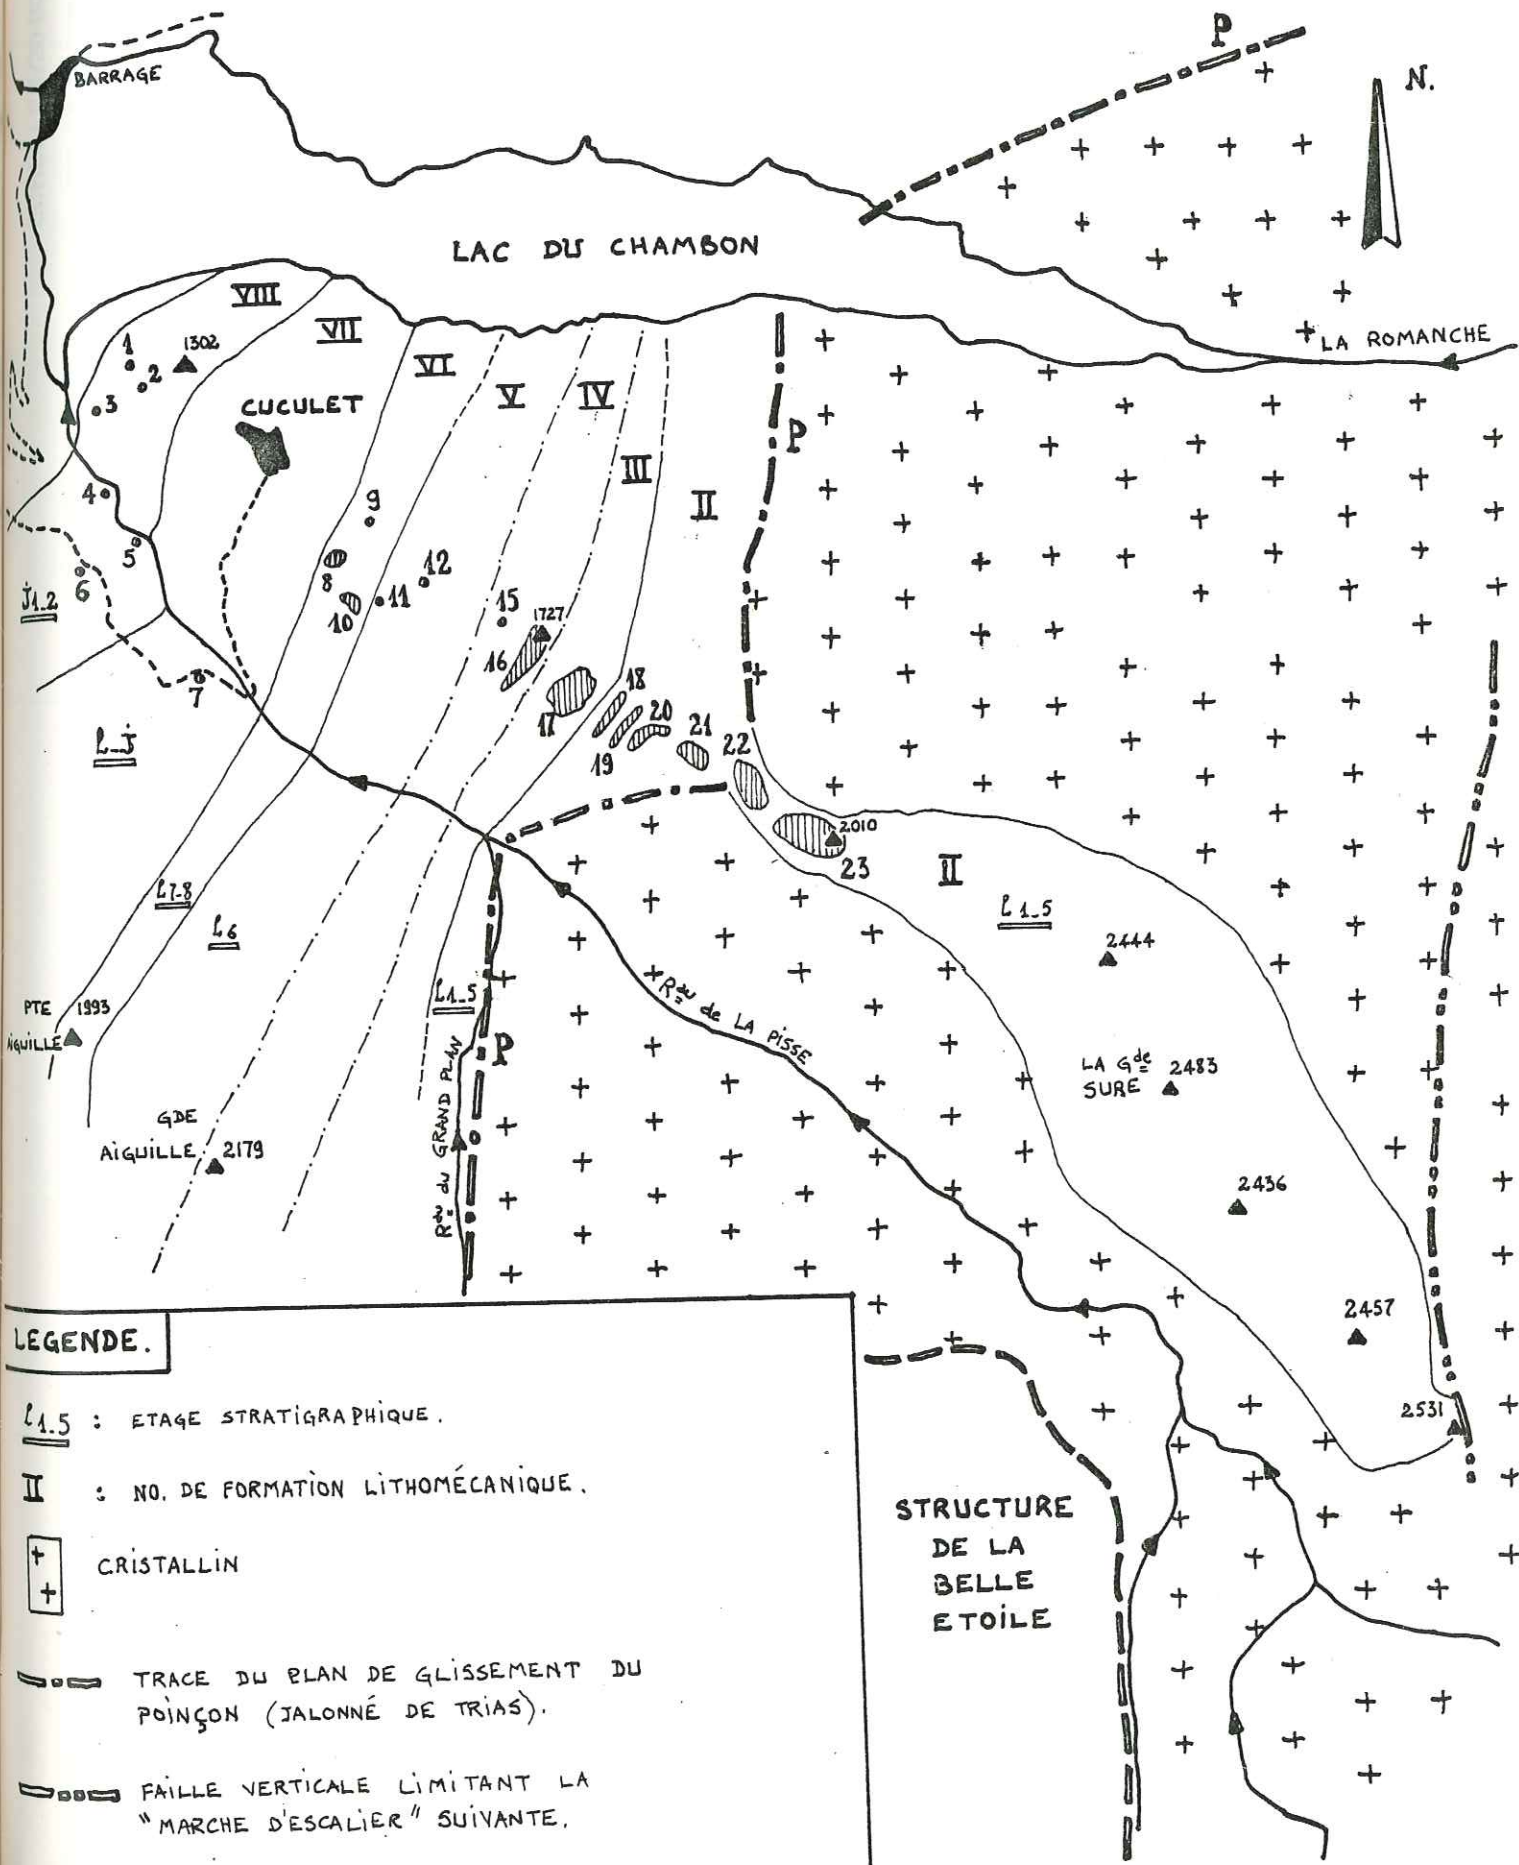 P
N.
BARRAGE
LAC DU CHAMBON
LA ROMANCHE
VIII
VII
VI
V
IV
III
II
P
1
2
3
1302
CUCULET
4
5
6
7
J1-2
8
9
10
11
12
15
1727
16
17
18
19
20
21
22
2010
23
II
L1-5
L-J
L7-8
L6
L1-5
P
2444
LA Gde 2483
SURE
2436
2457
2531
PTE 1993
AIGUILLE
GDE
AIGUILLE 2179
Rau du GRAND PLAN
Rau de LA PISSE
STRUCTURE
DE LA
BELLE
ETOILE
LEGENDE.
L1.5 : ETAGE STRATIGRAPHIQUE.
II : NO. DE FORMATION LITHOMÉCANIQUE.
CRISTALLIN
TRACE DU PLAN DE GLISSEMENT DU
POINÇON (JALONNÉ DE TRIAS).
FAILLE VERTICALE LIMITANT LA
"MARCHE D'ESCALIER" SUIVANTE.